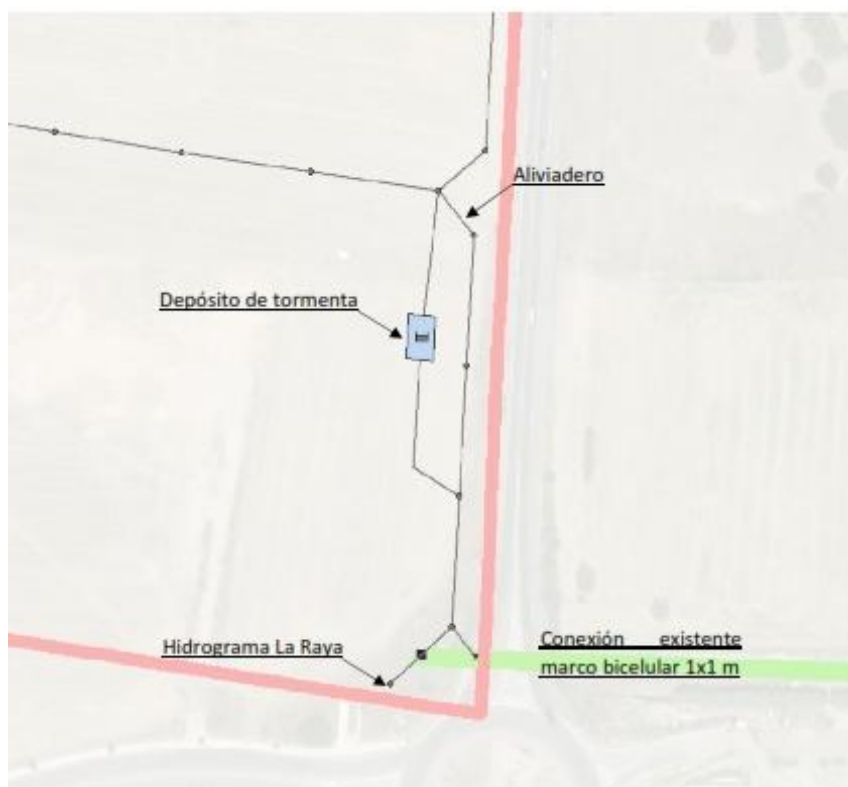 Aliviadero
Depósito de tormenta
Hidrograma La Raya
Conexión existente
marco bicelular 1x1 m